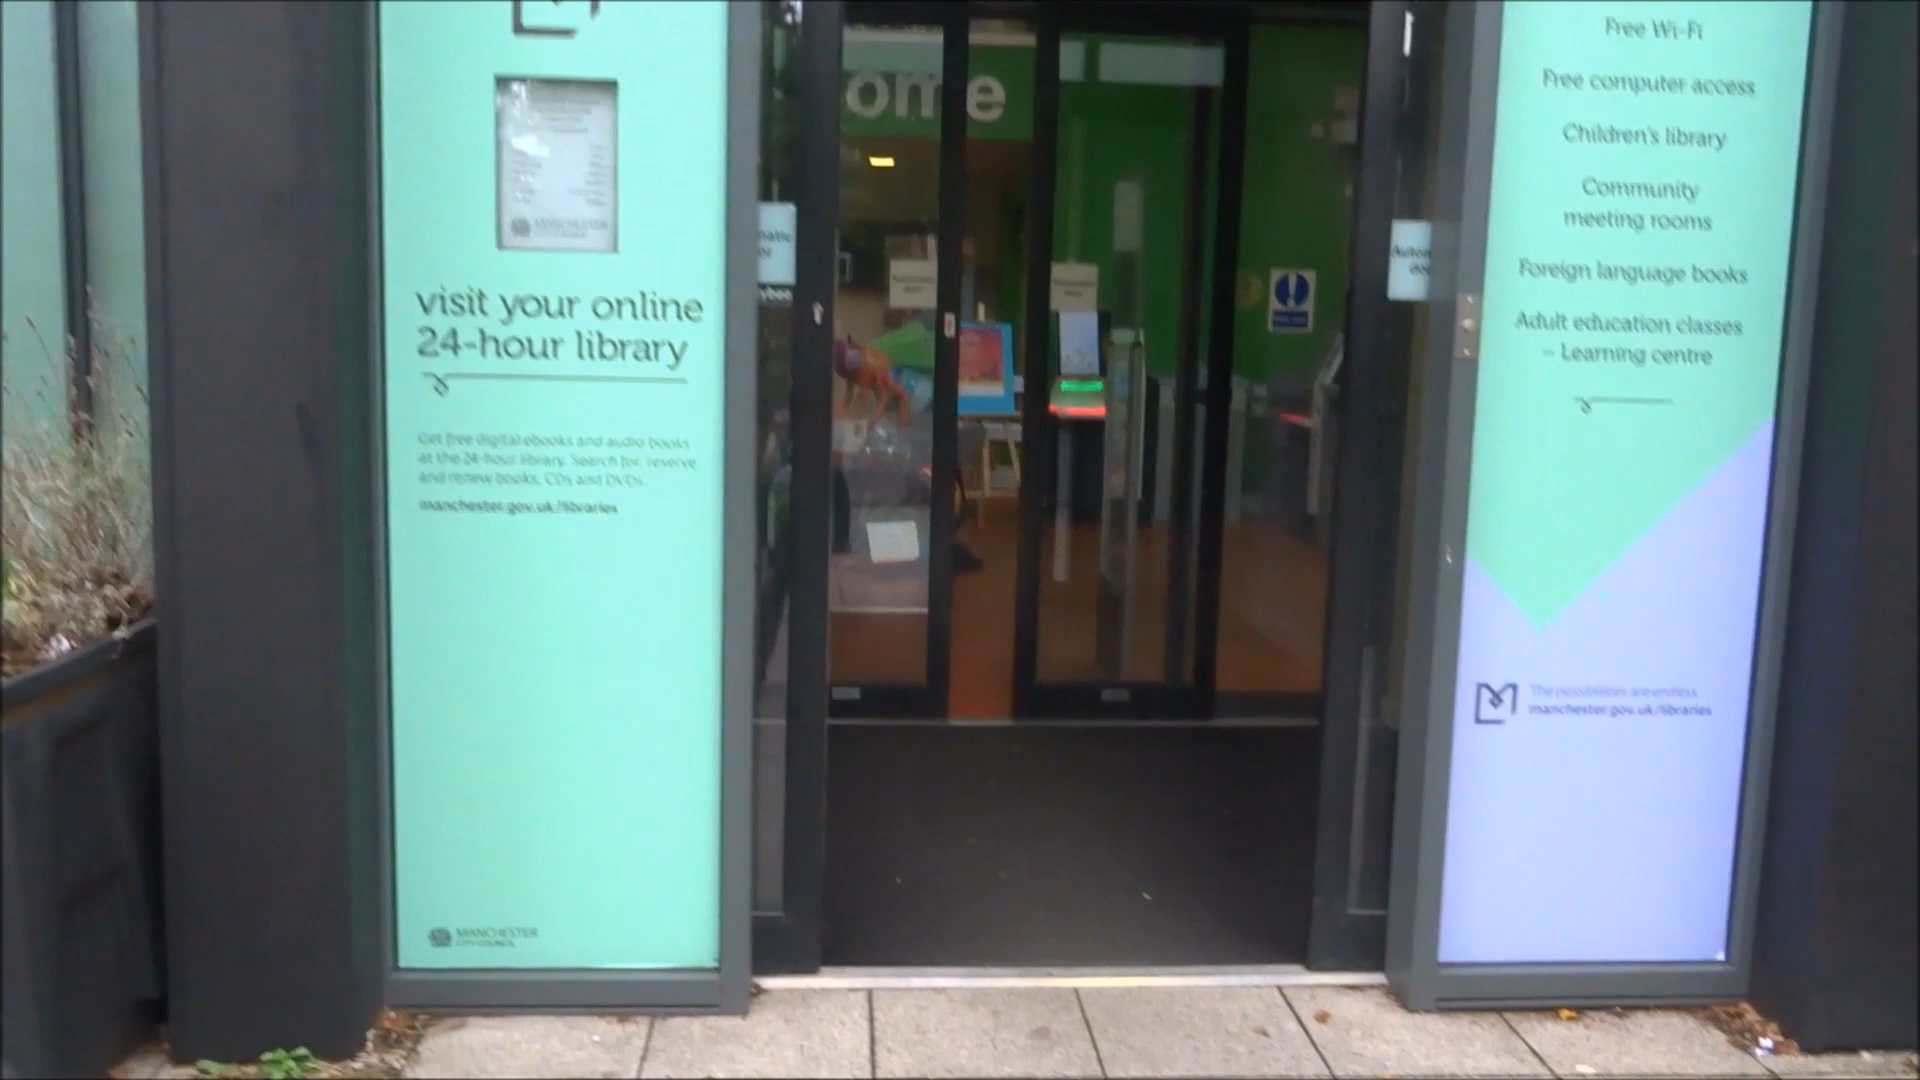 visit your online
24-hour library
Get free digital ebooks and audio books
at the 24-hour library. Search for, reserve
and renew books, CDs and DVDs.
manchester.gov.uk/libraries
MANCHESTER
CITY COUNCIL
ome
Free Wi-Fi
Free computer access
Children's library
Community
meeting rooms
Foreign language books
Adult education classes
– Learning centre
The possibilities are endless
manchester.gov.uk/libraries